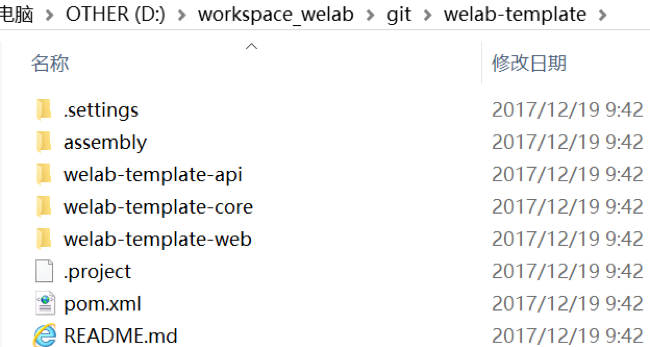 电脑 > OTHER (D:) > workspace_welab > git > welab-template >
名称 修改日期
.settings 2017/12/19 9:42
assembly 2017/12/19 9:42
welab-template-api 2017/12/19 9:42
welab-template-core 2017/12/19 9:42
welab-template-web 2017/12/19 9:42
.project 2017/12/19 9:42
pom.xml 2017/12/19 9:42
README.md 2017/12/19 9:42